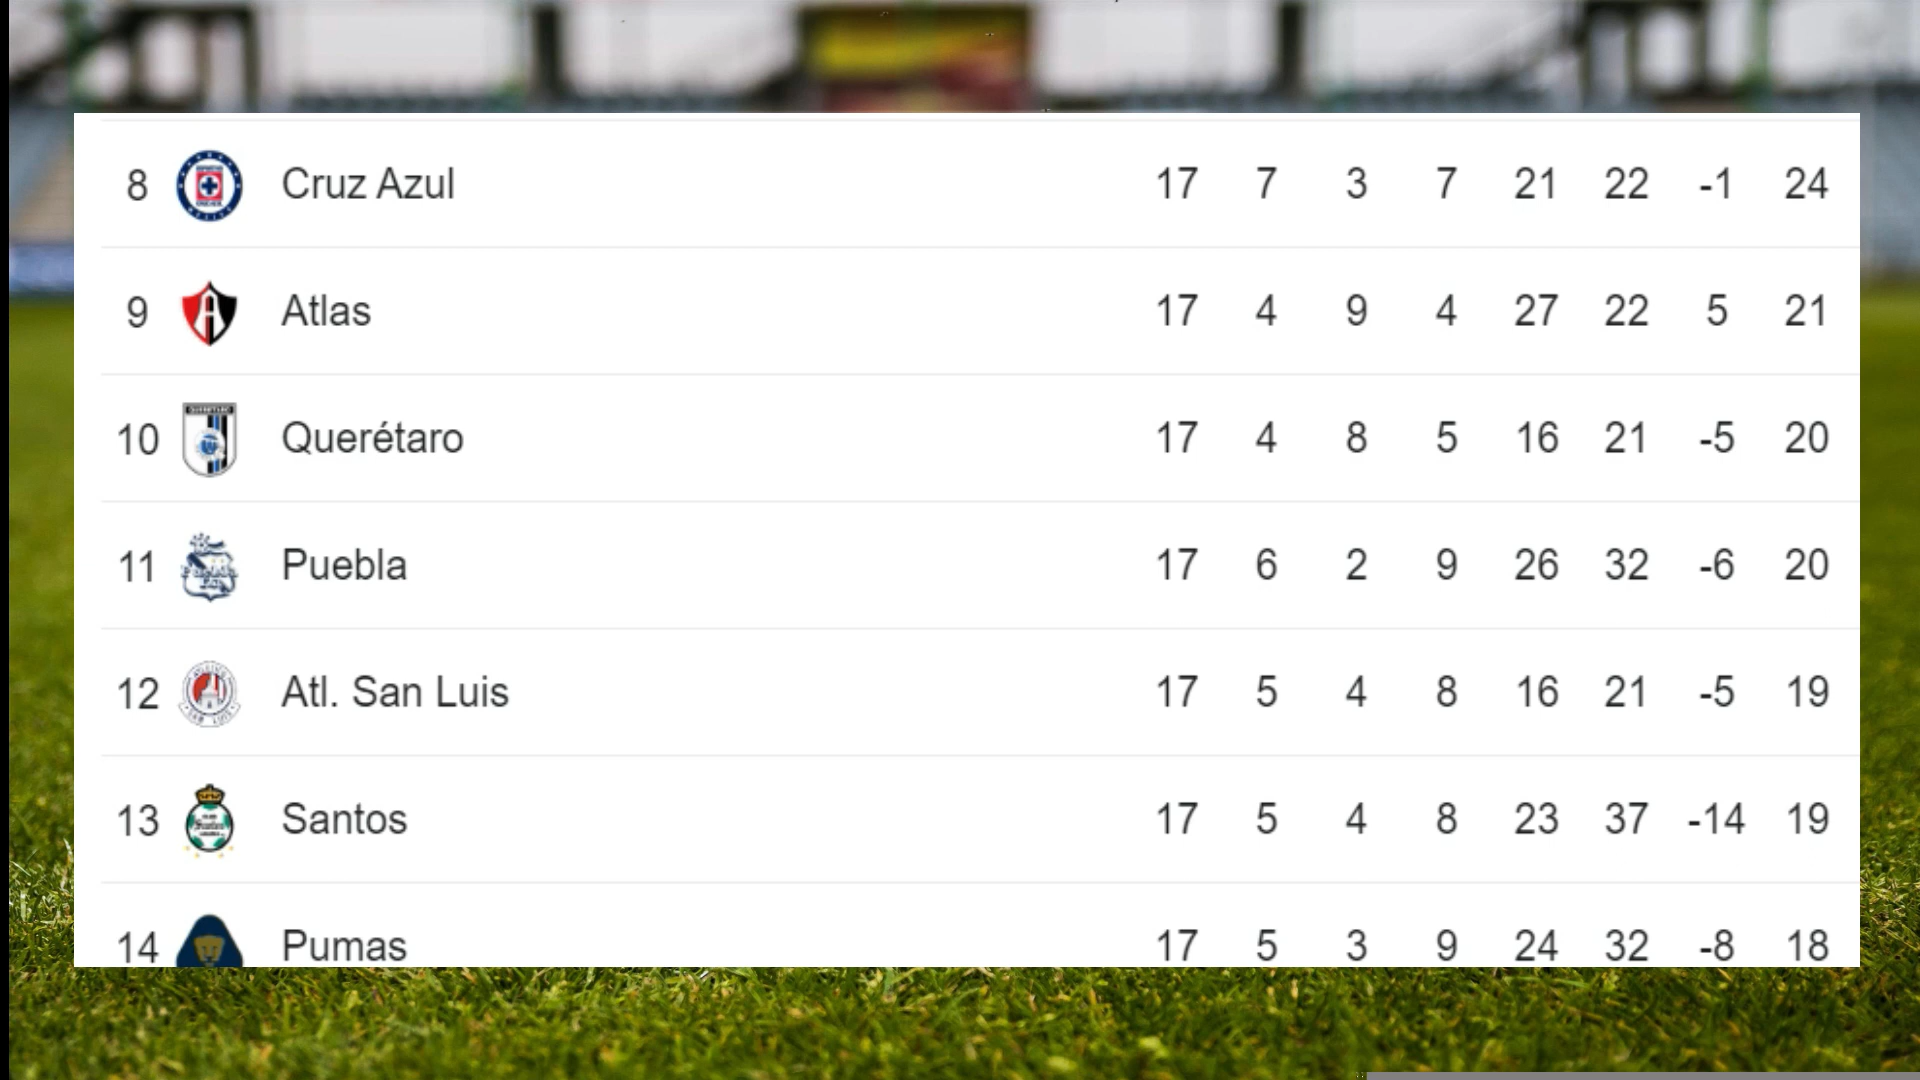 8 Cruz Azul 17 7 3 7 21 22 -1 24
9 Atlas 17 4 9 4 27 22 5 21
10 Querétaro 17 4 8 5 16 21 -5 20
11 Puebla 17 6 2 9 26 32 -6 20
12 Atl. San Luis 17 5 4 8 16 21 -5 19
13 Santos 17 5 4 8 23 37 -14 19
14 Pumas 17 5 3 9 24 32 -8 18